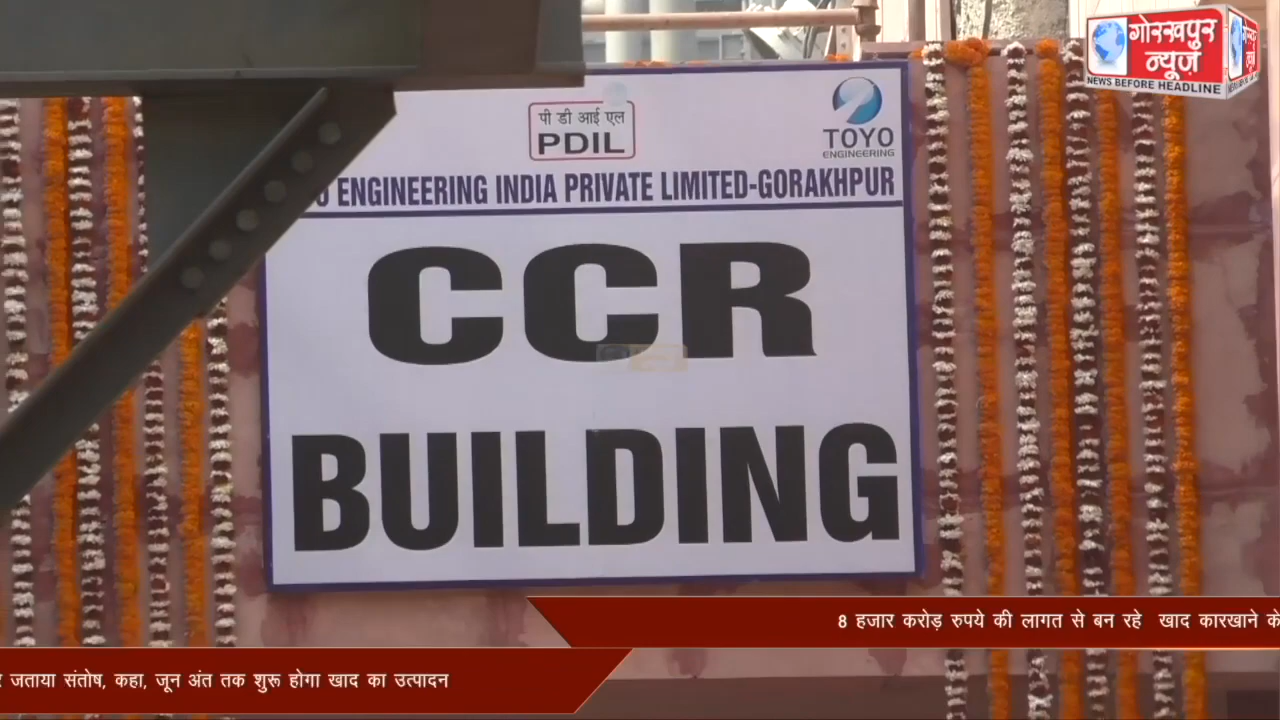 गोरखपुर
न्यूज़
NEWS BEFORE HEADLINE
पी डी आई एल
PDIL
TOYO
ENGINEERING
ENGINEERING INDIA PRIVATE LIMITED-GORAKHPUR
CCR
BUILDING
8 हजार करोड़ रुपये की लागत से बन रहे खाद कारखाने के
जताया संतोष, कहा, जून अंत तक शुरू होगा खाद का उत्पादन